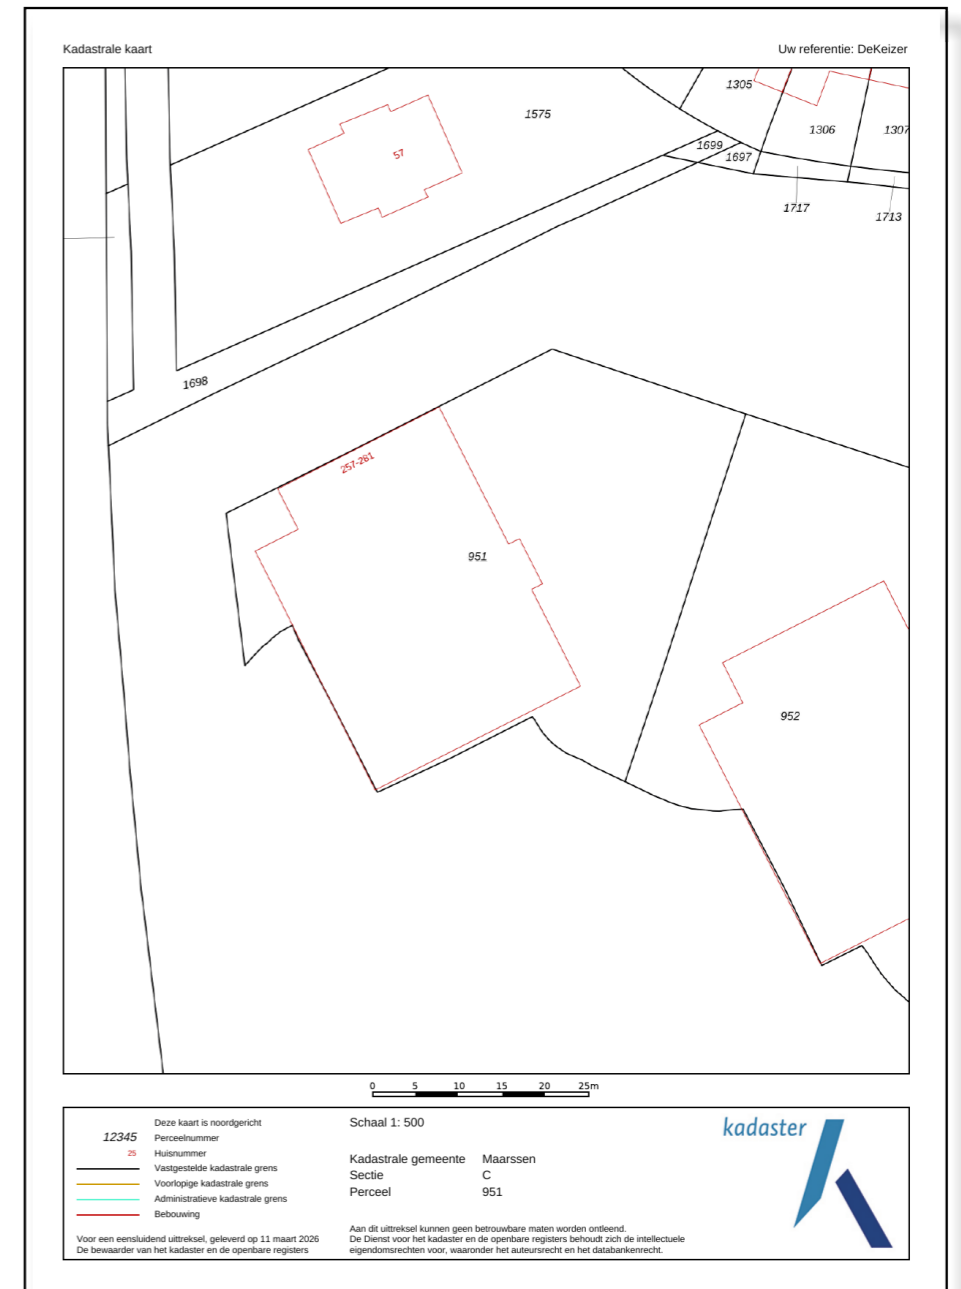 Kadastrale kaart
Uw referentie: DeKeizer
1305
1575
1306
1307
57
1699
1697
1717
1713
1698
257-281
951
952
0 5 10 15 20 25m
Deze kaart is noordgericht
12345 Perceelnummer
25 Huisnummer
Vastgestelde kadastrale grens
Voorlopige kadastrale grens
Administratieve kadastrale grens
Bebouwing
Voor een eensluidend uittreksel, geleverd op 11 maart 2026
De bewaarder van het kadaster en de openbare registers
Schaal 1: 500
Kadastrale gemeente Maarssen
Sectie C
Perceel 951
Aan dit uittreksel kunnen geen betrouwbare maten worden ontleend.
De Dienst voor het kadaster en de openbare registers behoudt zich de intellectuele
eigendomsrechten voor, waaronder het auteursrecht en het databankenrecht.
kadaster